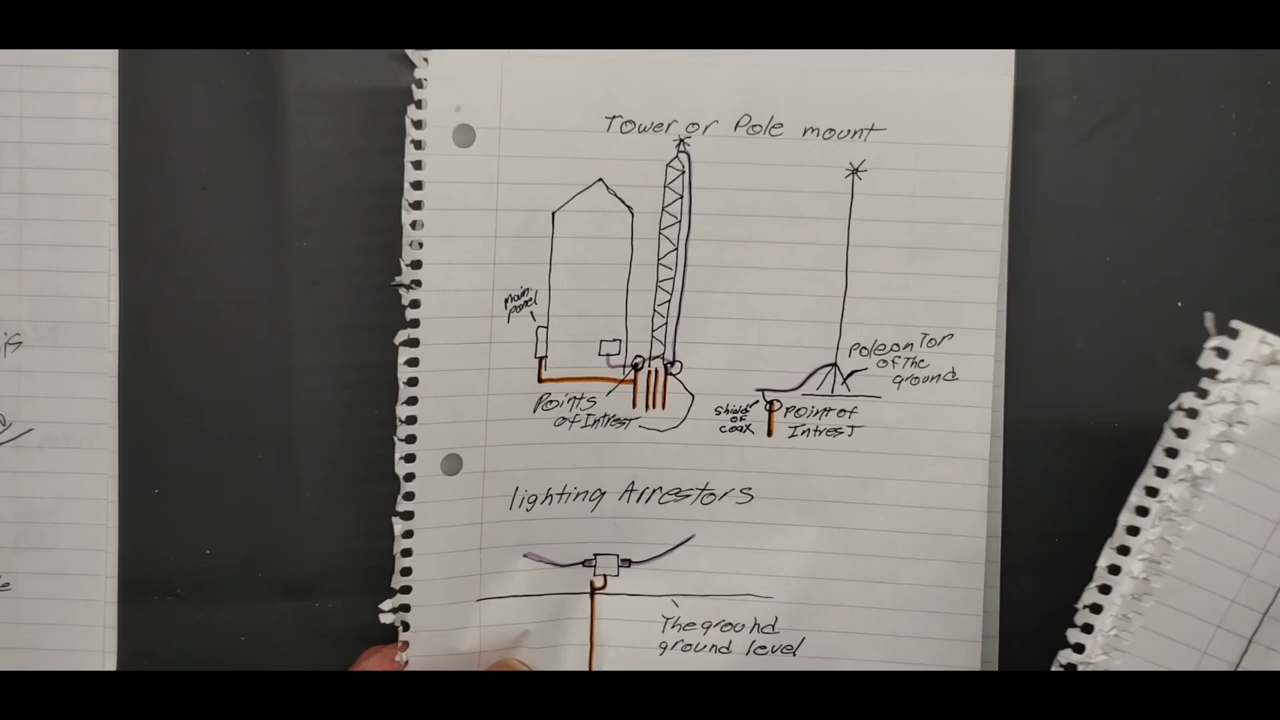 Tower or Pole mount
main
panel
Pole on Top
of The
ground
Points
of Intrest
Shield
of
coax
Point of
Intrest
lighting Arrestors
The ground
ground level
is